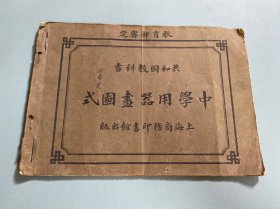 教育部審定
共和國教科書
中學用器畫圖式
上海商務印書館出版